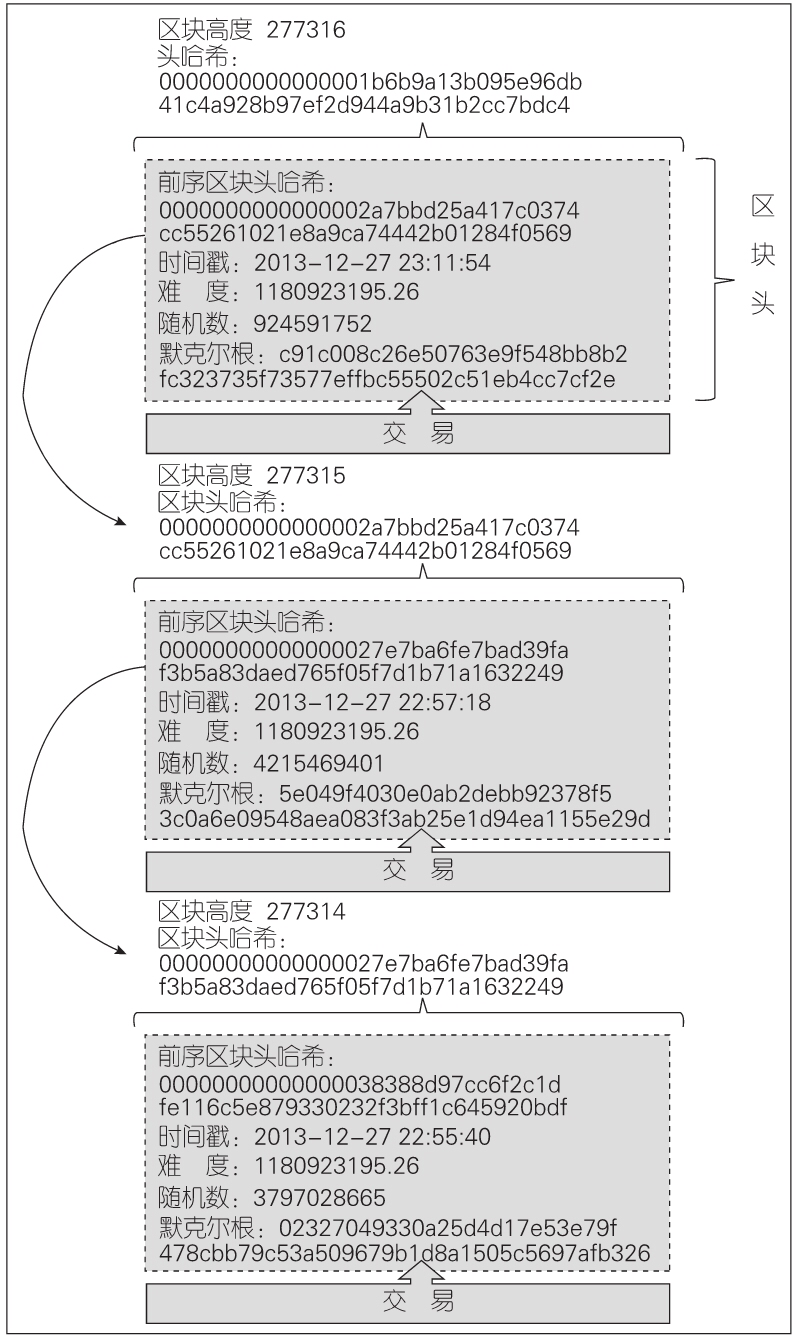 区块高度 277316
头哈希：
0000000000000001b6b9a13b095e96db
41c4a928b97ef2d944a9b31b2cc7bdc4
前序区块头哈希：
0000000000000002a7bbd25a417c0374
cc55261021e8a9ca74442b01284f0569
时间戳：2013-12-27 23:11:54
难 度：1180923195.26
随机数：924591752
默克尔根：c91c008c26e50763e9f548bb8b2
fc323735f73577effbc55502c51eb4cc7cf2e
区块头
交 易
区块高度 277315
区块头哈希：
0000000000000002a7bbd25a417c0374
cc55261021e8a9ca74442b01284f0569
前序区块头哈希：
00000000000000027e7ba6fe7bad39fa
f3b5a83daed765f05f7d1b71a1632249
时间戳：2013-12-27 22:57:18
难 度：1180923195.26
随机数：4215469401
默克尔根：5e049f4030e0ab2debb92378f5
3c0a6e09548aea083f3ab25e1d94ea1155e29d
交 易
区块高度 277314
区块头哈希：
00000000000000027e7ba6fe7bad39fa
f3b5a83daed765f05f7d1b71a1632249
前序区块头哈希：
00000000000000038388d97cc6f2c1d
fe116c5e879330232f3bff1c645920bdf
时间戳：2013-12-27 22:55:40
难 度：1180923195.26
随机数：3797028665
默克尔根：02327049330a25d4d17e53e79f
478cbb79c53a509679b1d8a1505c5697afb326
交 易